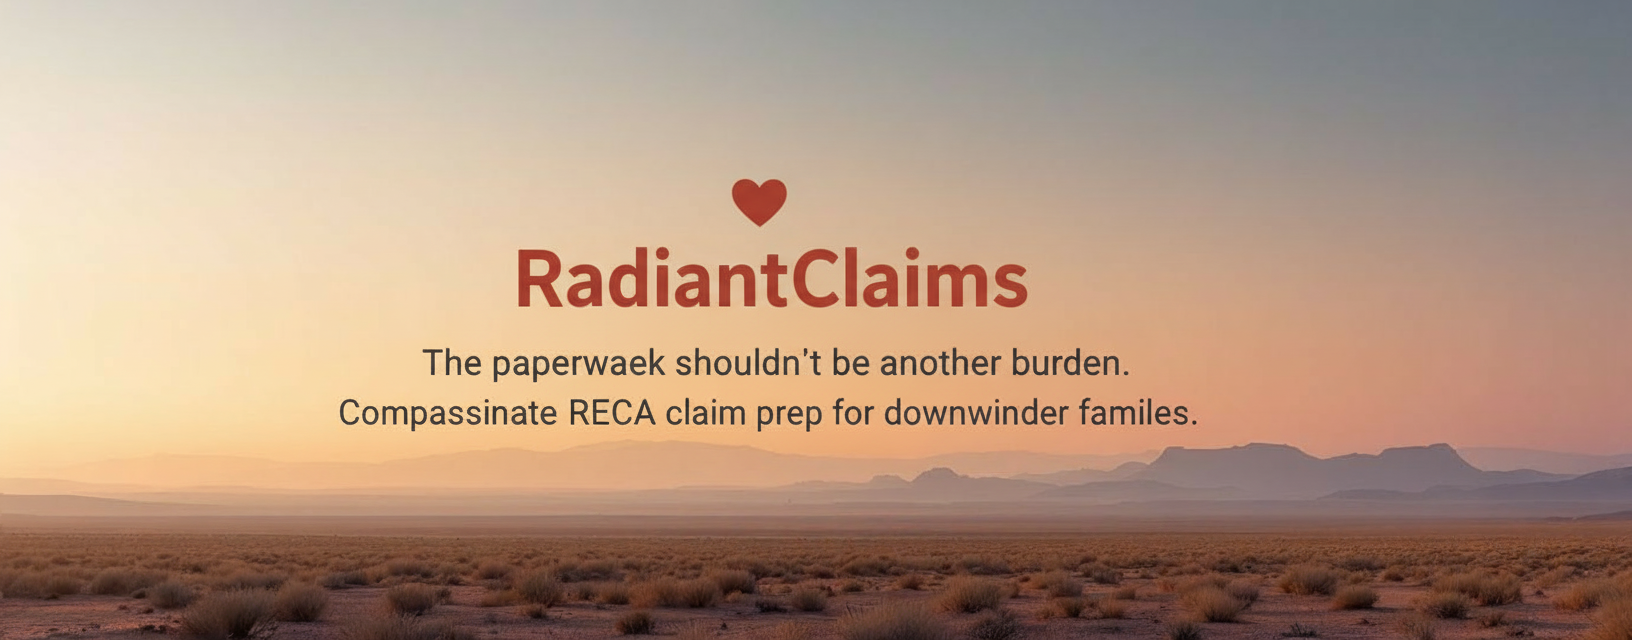 RadiantClaims
The paperwaek shouldn't be another burden.
Compassinate RECA claim prep for downwinder familes.